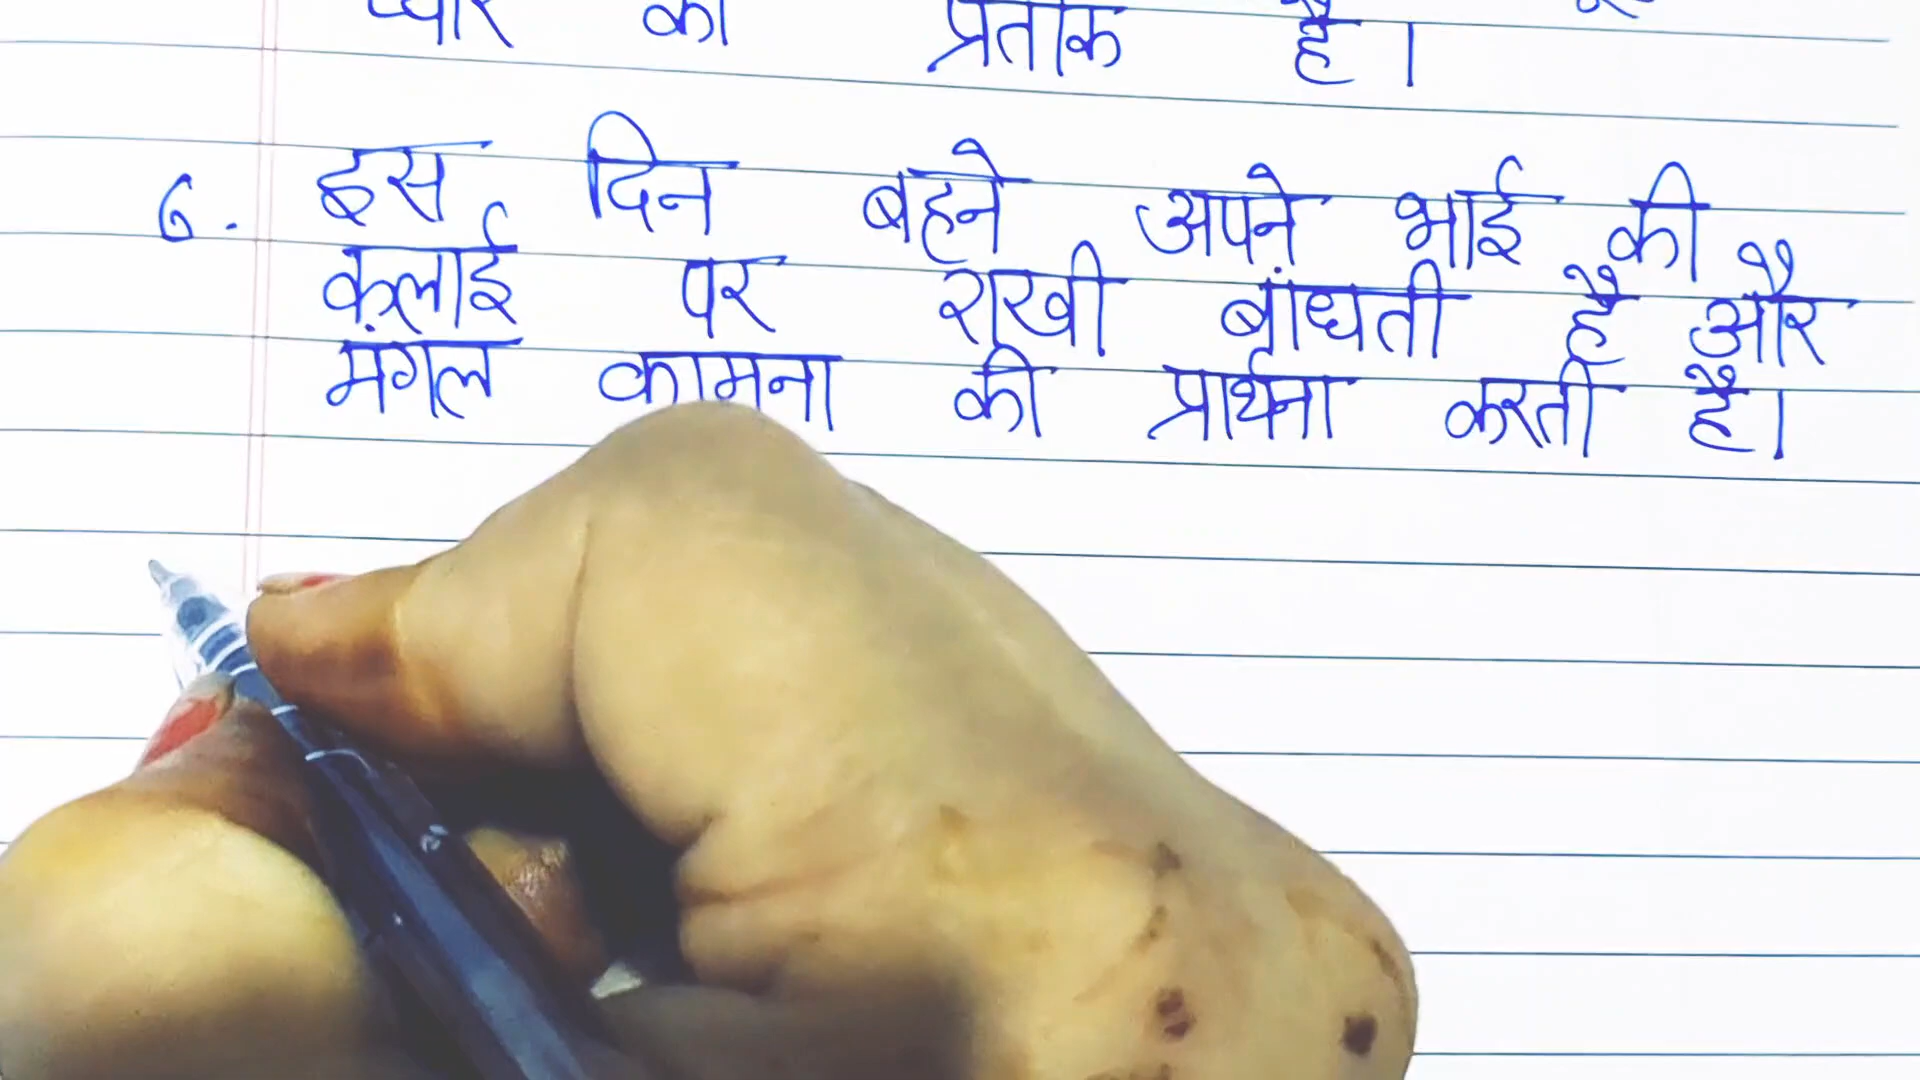 प्यार का प्रतीक है।
6. इस दिन बहने अपने भाई की
कलाई पर राखी बांधती है और
मंगल कामना की प्रार्थना करती है।